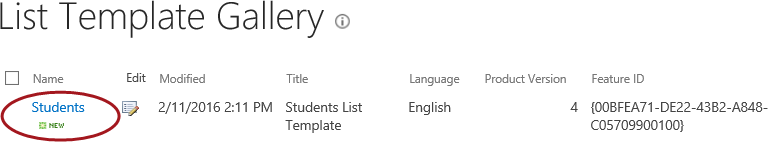 List Template Gallery
Name Edit Modified Title Language Product Version Feature ID
Students 2/11/2016 2:11 PM Students List English 4 {00BFEA71-DE22-43B2-A848-
NEW Template C05709900100}